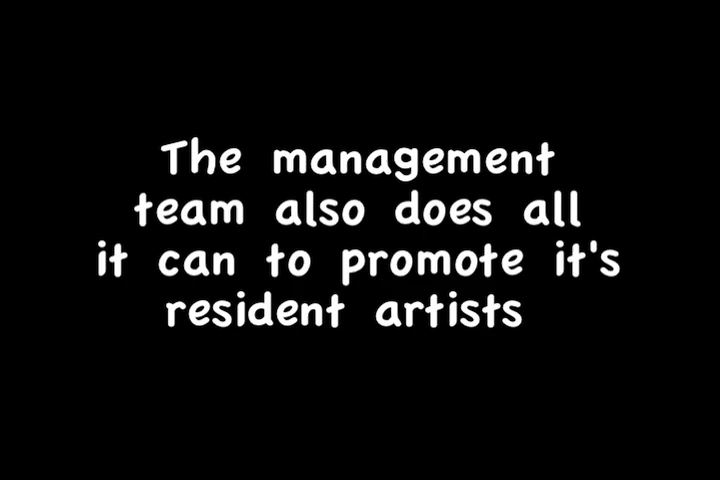 The management
team also does all
it can to promote it's
resident artists